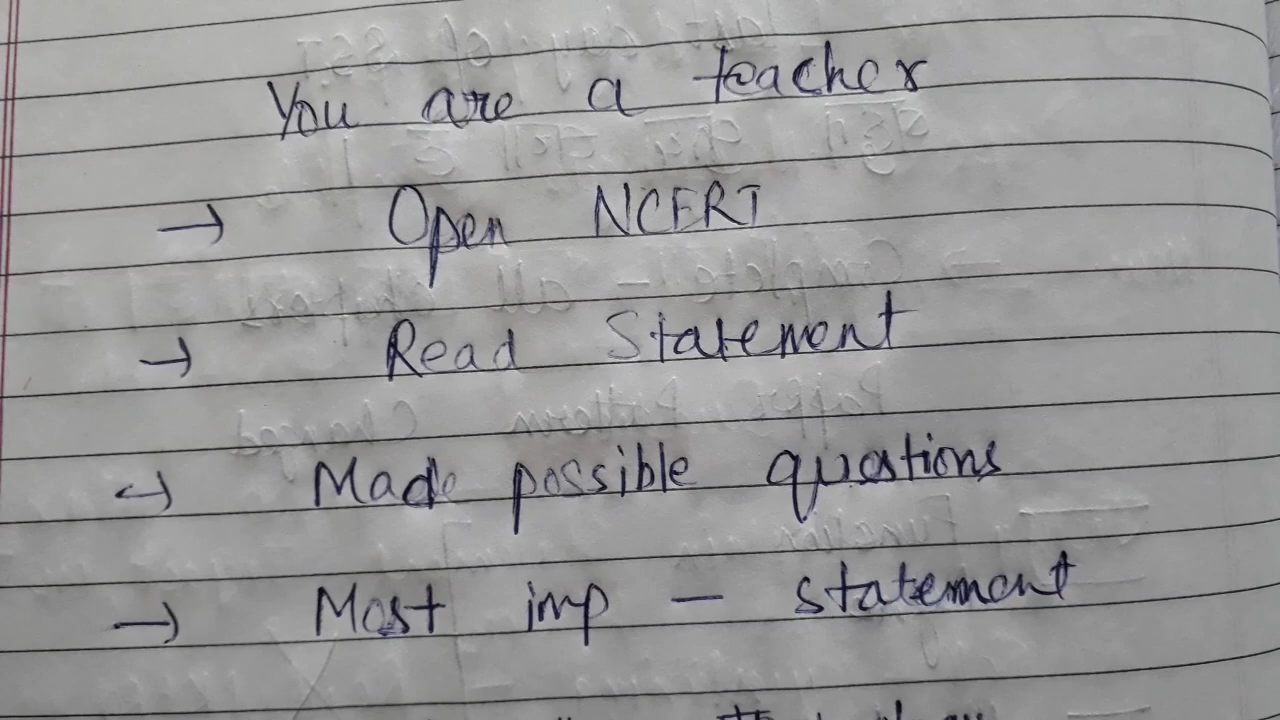 You are a teacher
→ Open NCERT
→ Read Statement
→ Made possible questions
→ Most imp - statement